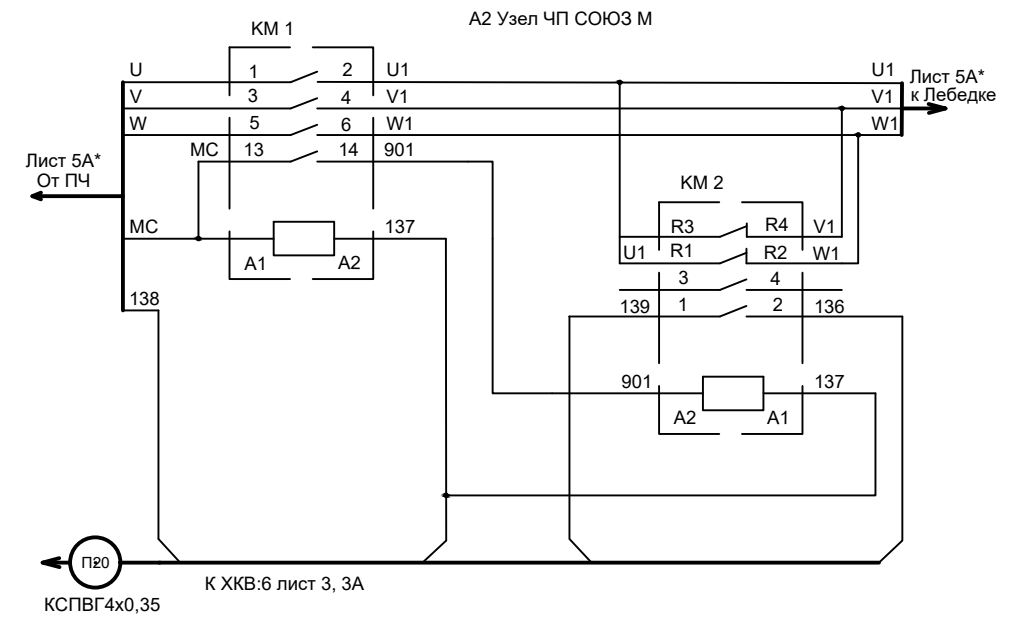 А2 Узел ЧП СОЮЗ М
КМ 1
U 1 2 U1 U1
V 3 4 V1 V1
W 5 6 W1 W1
Лист 5А*
к Лебедке
МС 13 14 901
Лист 5А*
От ПЧ
КМ 2
МС 137
А1 А2
R3 R4 V1
U1 R1 R2 W1
3 4
138
139 1 2 136
901 137
А2 А1
П20
К ХКВ:6 лист 3, 3А
КСПВГ4х0,35